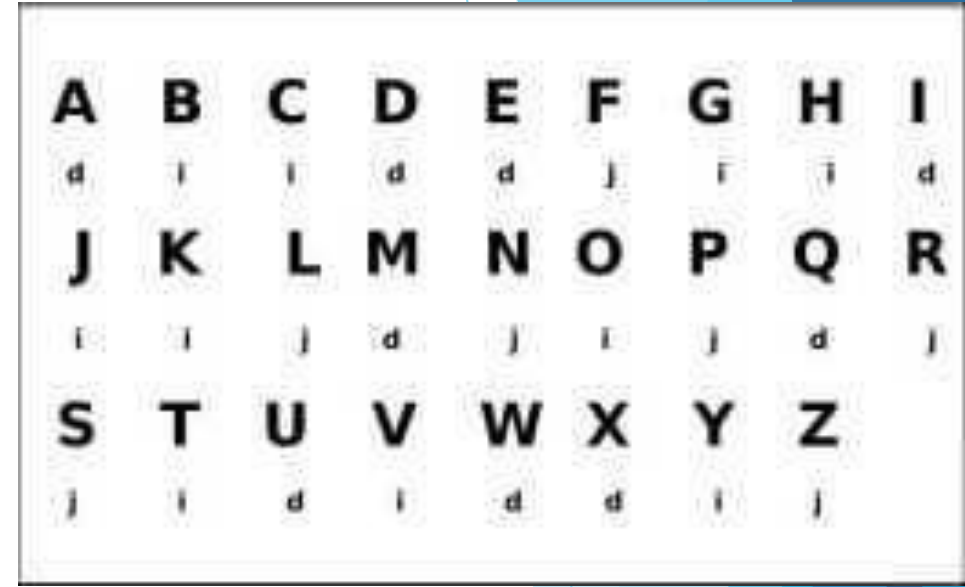 A B C D E F G H I
d i i d d j i i d
J K L M N O P Q R
i i j d j i j d j
S T U V W X Y Z
j i d i d d i j